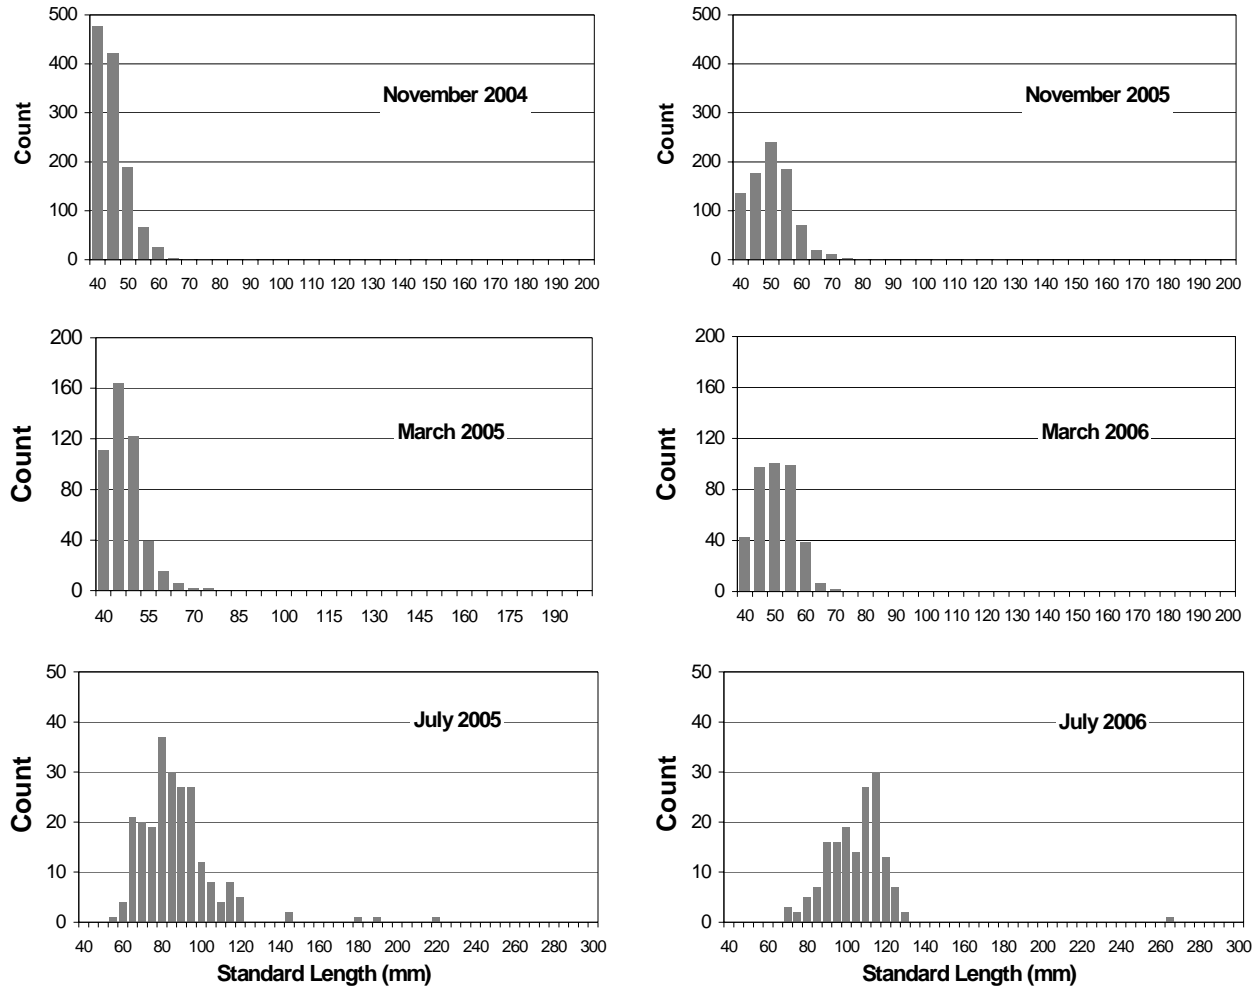 500
400
300
200
100
0
Count
November 2004
40 50 60 70 80 90 100 110 120 130 140 150 160 170 180 190 200
500
400
300
200
100
0
Count
November 2005
40 50 60 70 80 90 100 110 120 130 140 150 160 170 180 190 200
200
160
120
80
40
0
Count
March 2005
40 55 70 85 100 115 130 145 160 175 190
200
160
120
80
40
0
Count
March 2006
40 50 60 70 80 90 100 110 120 130 140 150 160 170 180 190 200
50
40
30
20
10
0
Count
July 2005
40 60 80 100 120 140 160 180 200 220 240 260 280 300
Standard Length (mm)
50
40
30
20
10
0
Count
July 2006
40 60 80 100 120 140 160 180 200 220 240 260 280 300
Standard Length (mm)